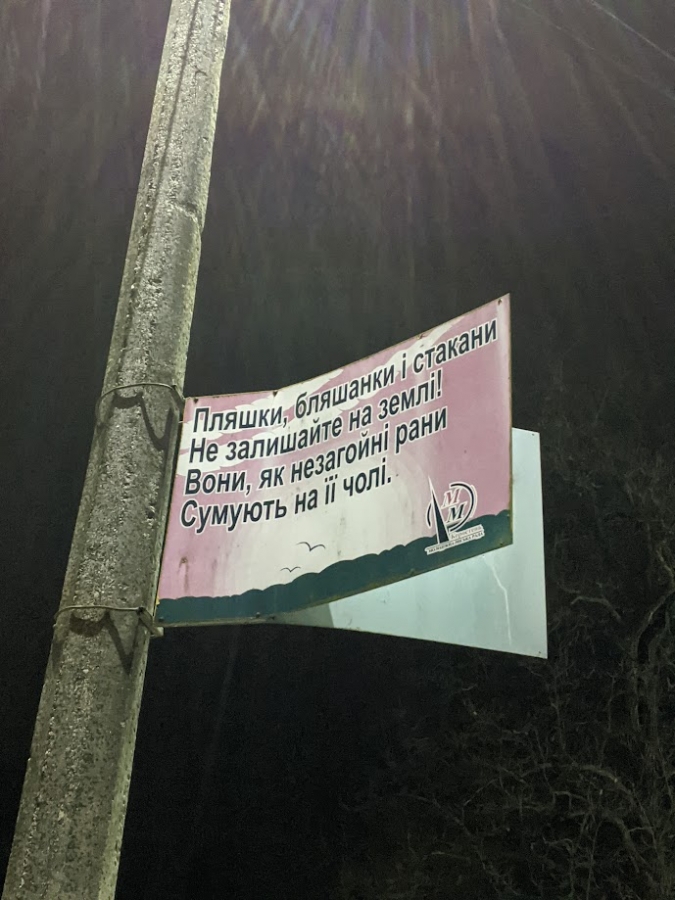 Пляшки, бляшанки і стакани
Не залишайте на землі!
Вони, як незагойні рани
Сумують на її чолі.
М
М